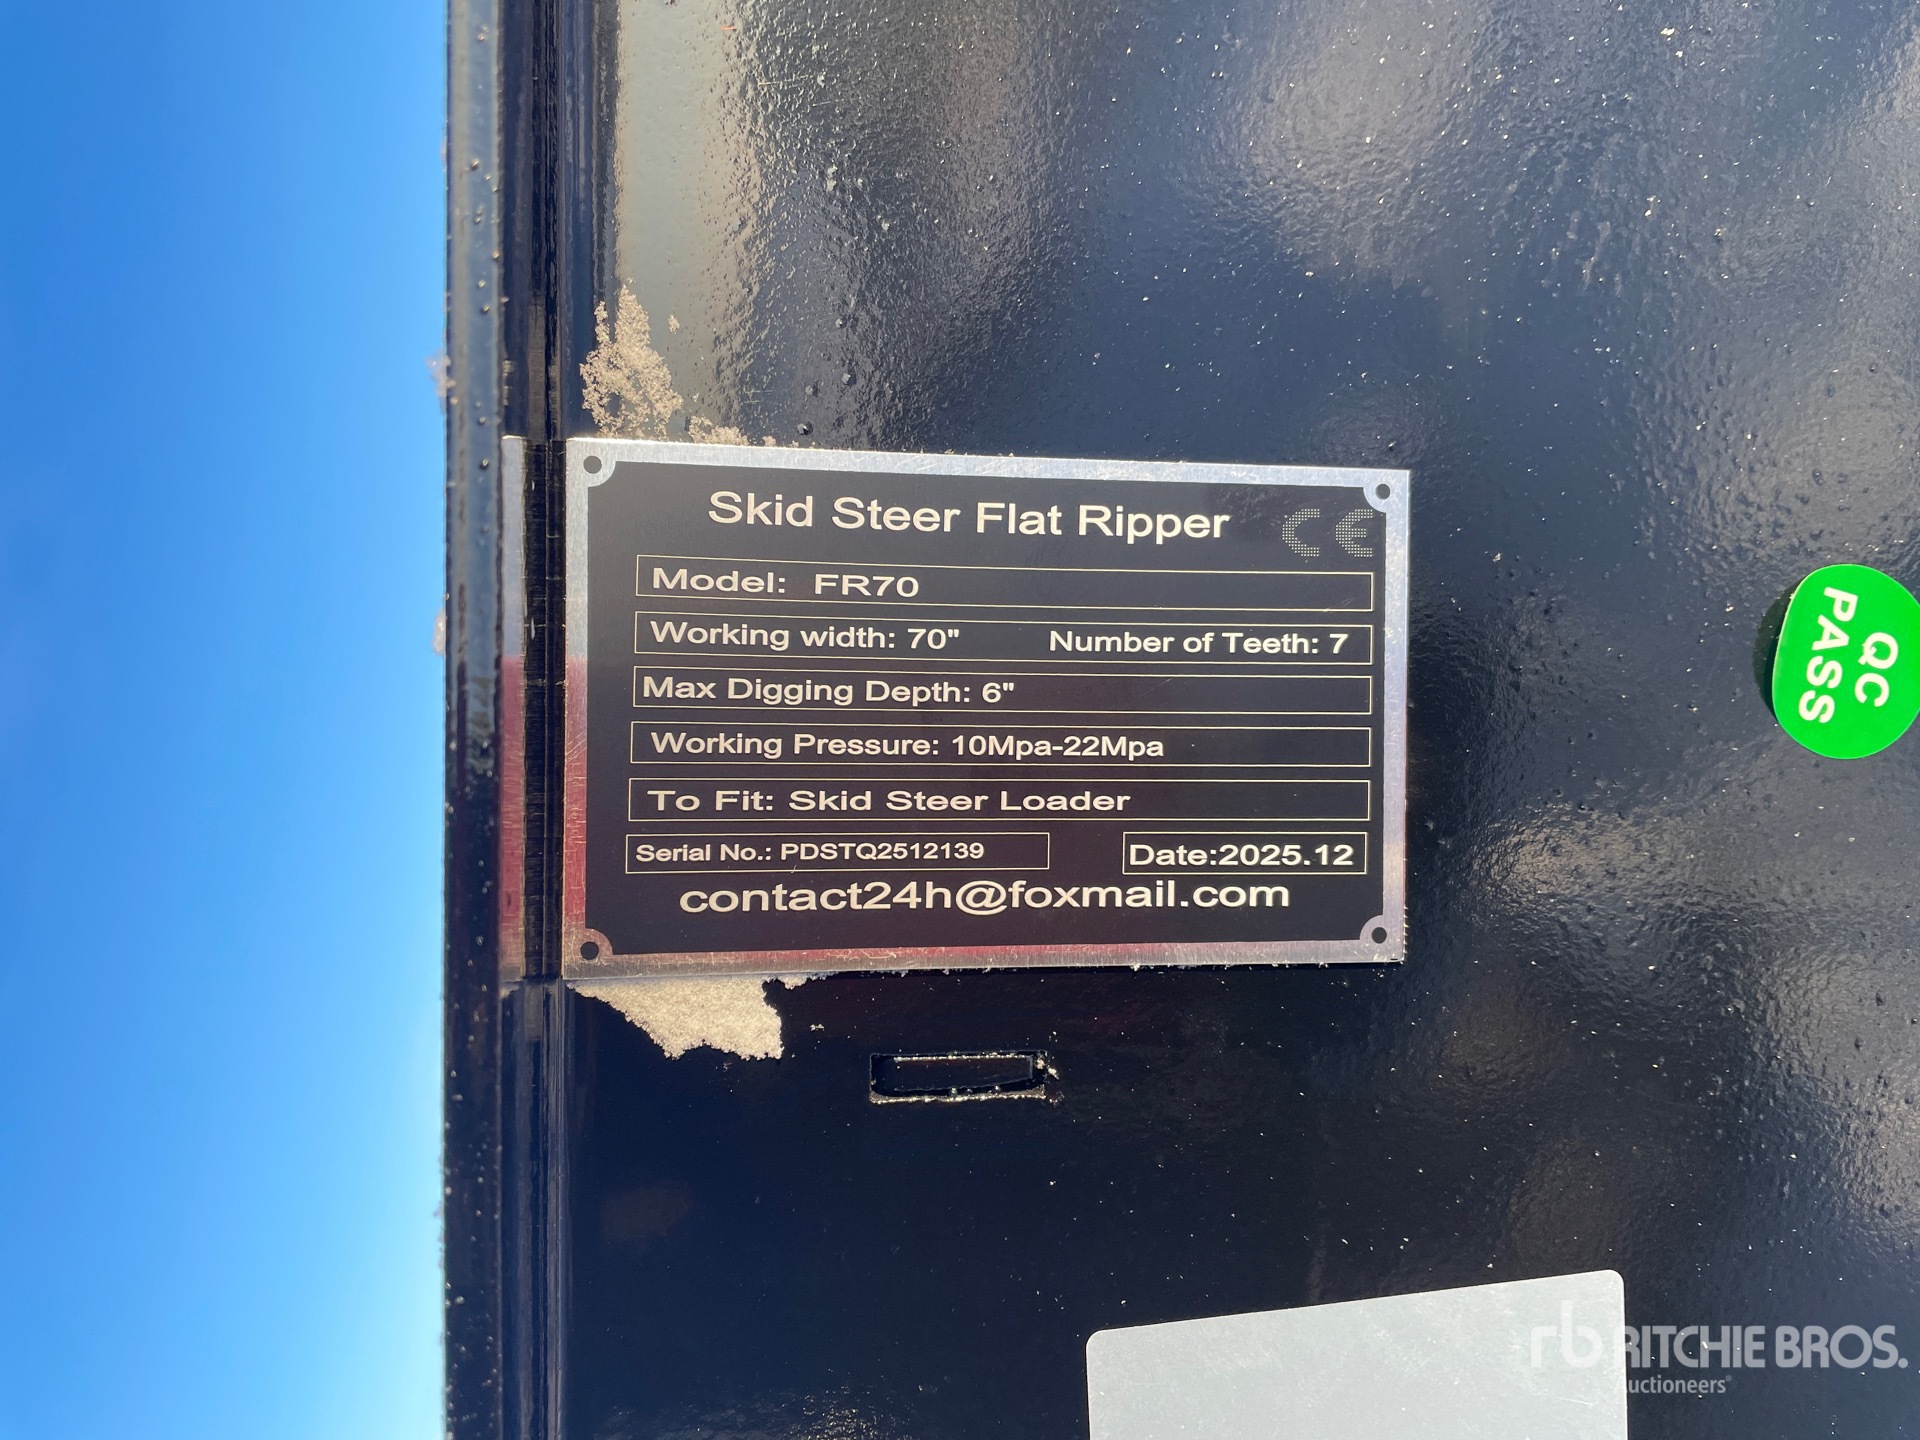 Skid Steer Flat Ripper CE
Model: FR70
Working width: 70" Number of Teeth: 7
Max Digging Depth: 6"
Working Pressure: 10Mpa-22Mpa
To Fit: Skid Steer Loader
Serial No.: PDSTQ2512139 Date:2025.12
contact24h@foxmail.com
QC
PASS
rb RITCHIE BROS.
Auctioneers®